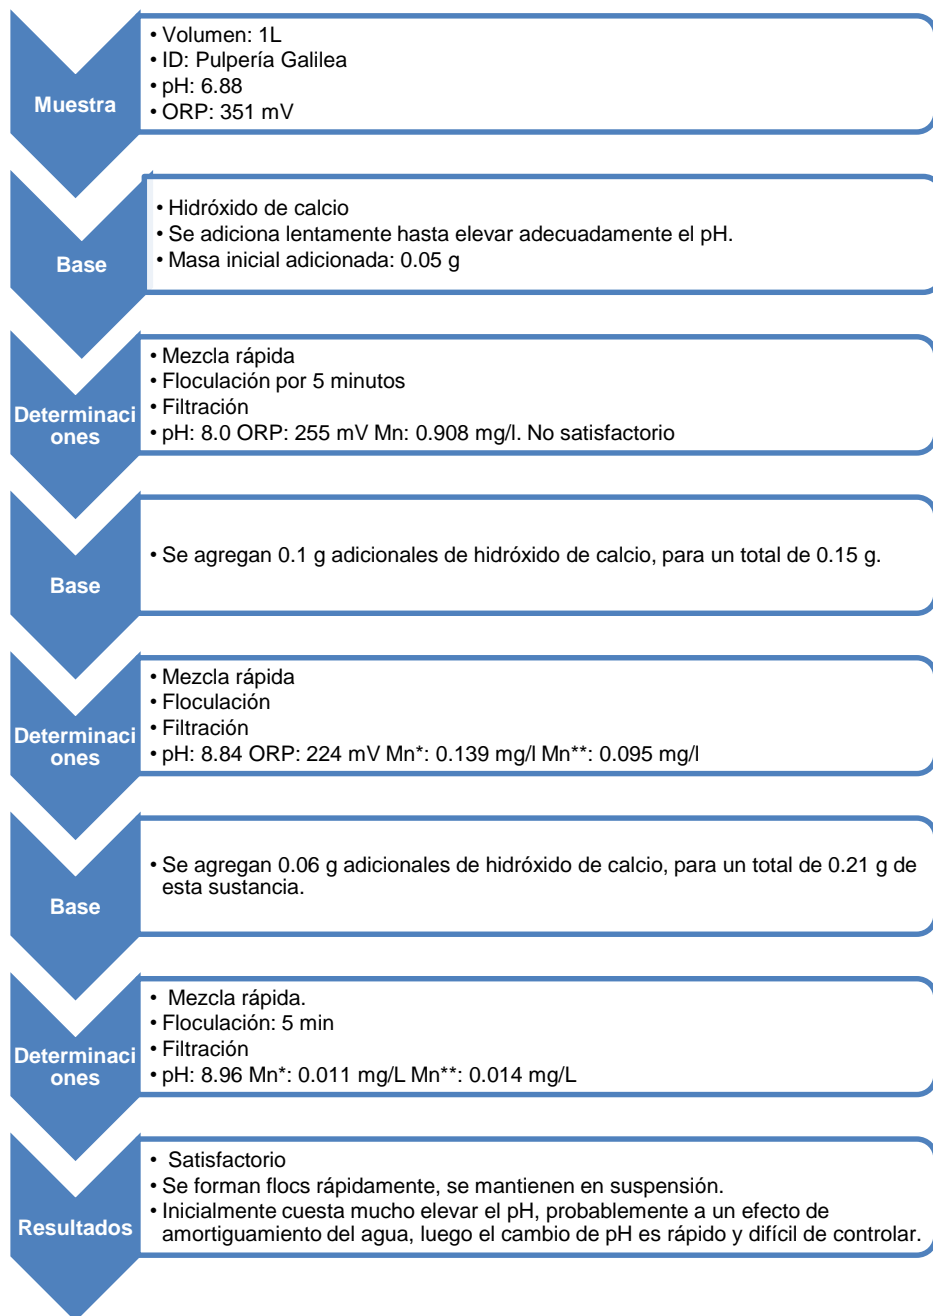 Muestra
• Volumen: 1L
• ID: Pulpería Galilea
• pH: 6.88
• ORP: 351 mV
Base
• Hidróxido de calcio
• Se adiciona lentamente hasta elevar adecuadamente el pH.
• Masa inicial adicionada: 0.05 g
Determinaci
ones
• Mezcla rápida
• Floculación por 5 minutos
• Filtración
• pH: 8.0 ORP: 255 mV Mn: 0.908 mg/l. No satisfactorio
Base
• Se agregan 0.1 g adicionales de hidróxido de calcio, para un total de 0.15 g.
Determinaci
ones
• Mezcla rápida
• Floculación
• Filtración
• pH: 8.84 ORP: 224 mV Mn*: 0.139 mg/l Mn**: 0.095 mg/l
Base
• Se agregan 0.06 g adicionales de hidróxido de calcio, para un total de 0.21 g de
esta sustancia.
Determinaci
ones
• Mezcla rápida.
• Floculación: 5 min
• Filtración
• pH: 8.96 Mn*: 0.011 mg/L Mn**: 0.014 mg/L
Resultados
• Satisfactorio
• Se forman flocs rápidamente, se mantienen en suspensión.
• Inicialmente cuesta mucho elevar el pH, probablemente a un efecto de
amortiguamiento del agua, luego el cambio de pH es rápido y difícil de controlar.